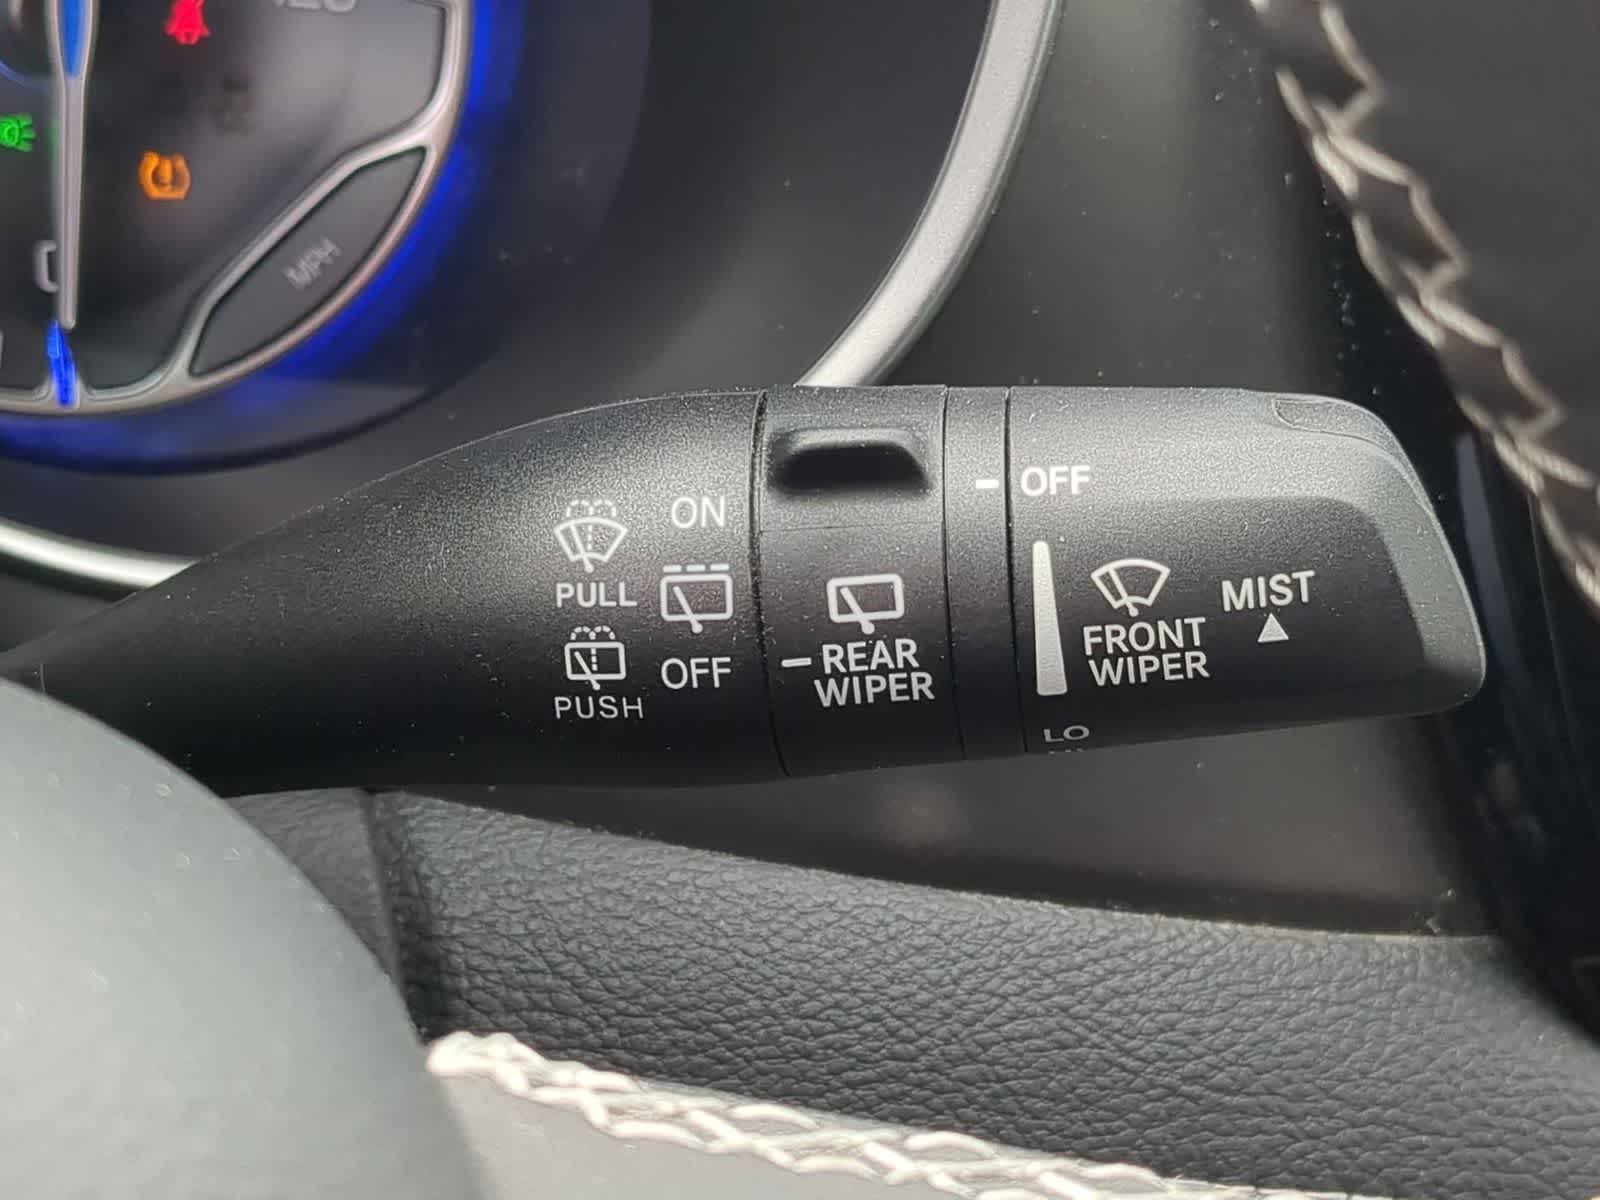 MPH
ON
PULL
OFF
PUSH
REAR
WIPER
OFF
FRONT
WIPER
MIST
LO